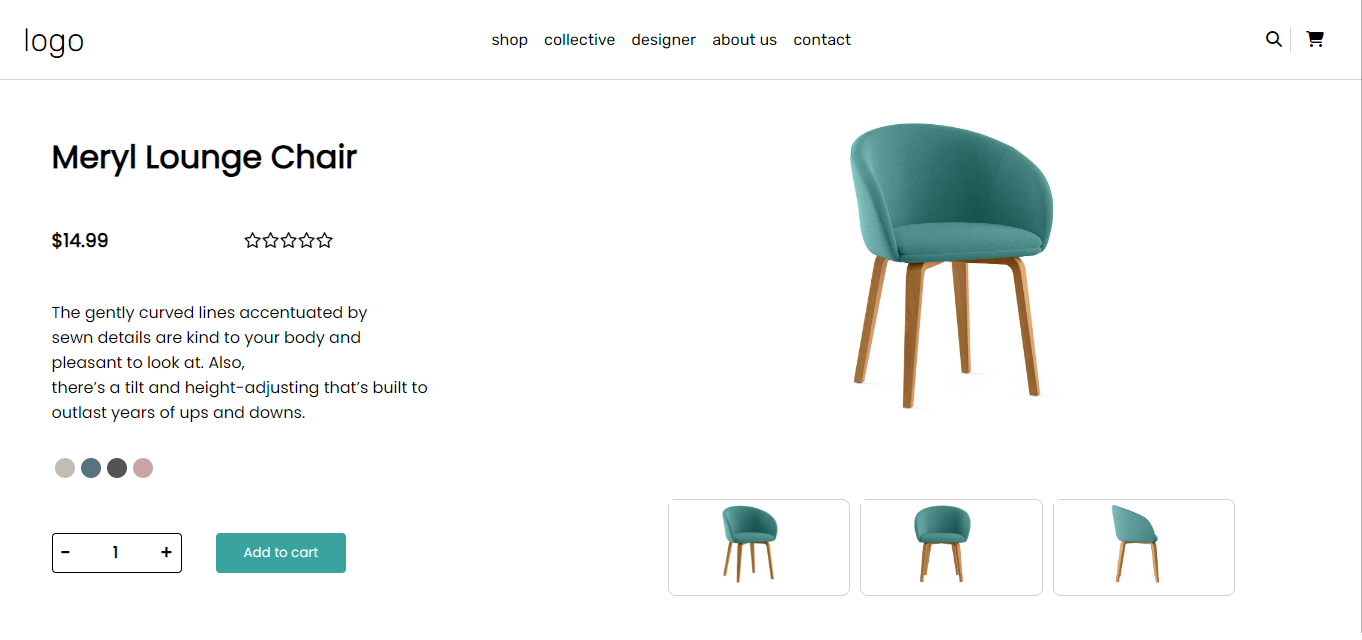 logo
shop collective designer about us contact
Meryl Lounge Chair
$14.99
The gently curved lines accentuated by
sewn details are kind to your body and
pleasant to look at. Also,
there’s a tilt and height-adjusting that’s built to
outlast years of ups and downs.
- 1 +
Add to cart